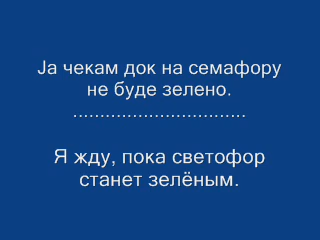 Ја чекам док на семафору
не буде зелено.
................................
Я жду, пока светофор
станет зелёным.